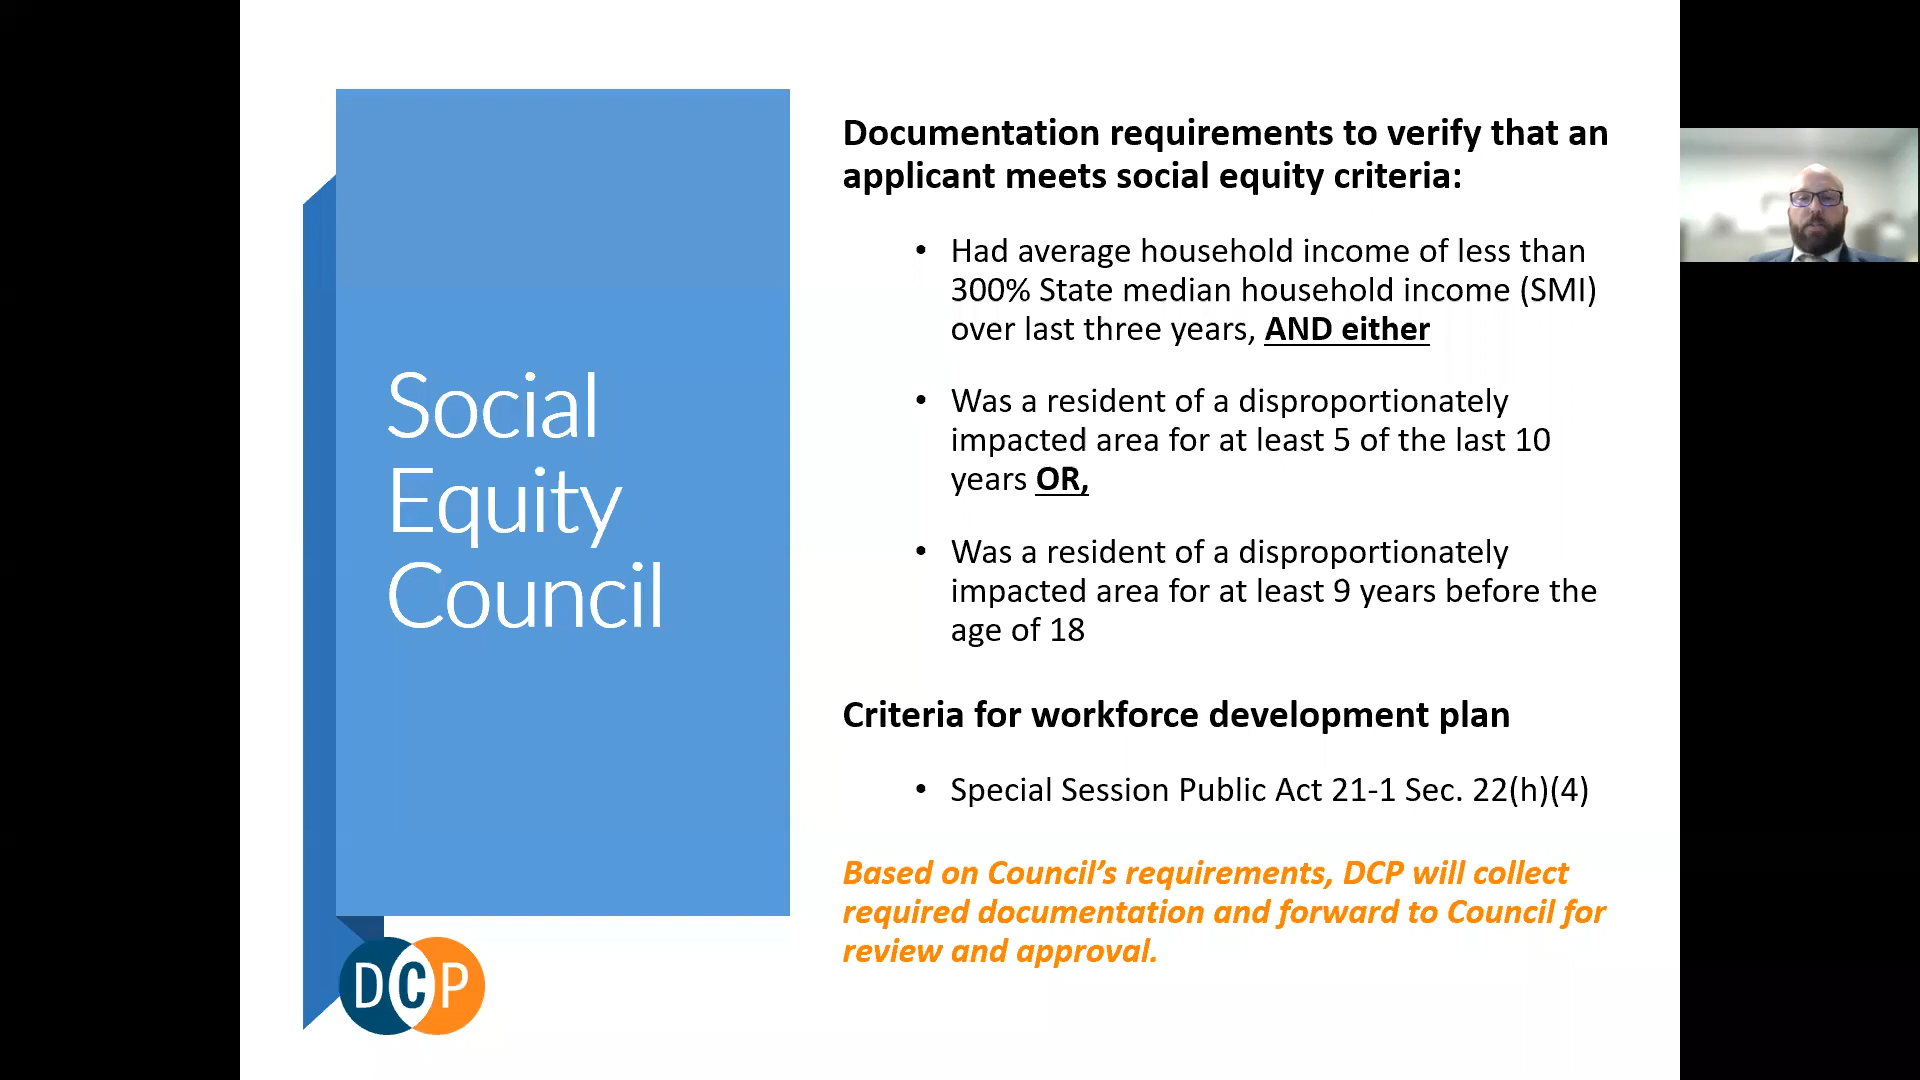 Social
Equity
Council
DCP
Documentation requirements to verify that an
applicant meets social equity criteria:
• Had average household income of less than
300% State median household income (SMI)
over last three years, AND either
• Was a resident of a disproportionately
impacted area for at least 5 of the last 10
years OR,
• Was a resident of a disproportionately
impacted area for at least 9 years before the
age of 18
Criteria for workforce development plan
• Special Session Public Act 21-1 Sec. 22(h)(4)
Based on Council’s requirements, DCP will collect
required documentation and forward to Council for
review and approval.